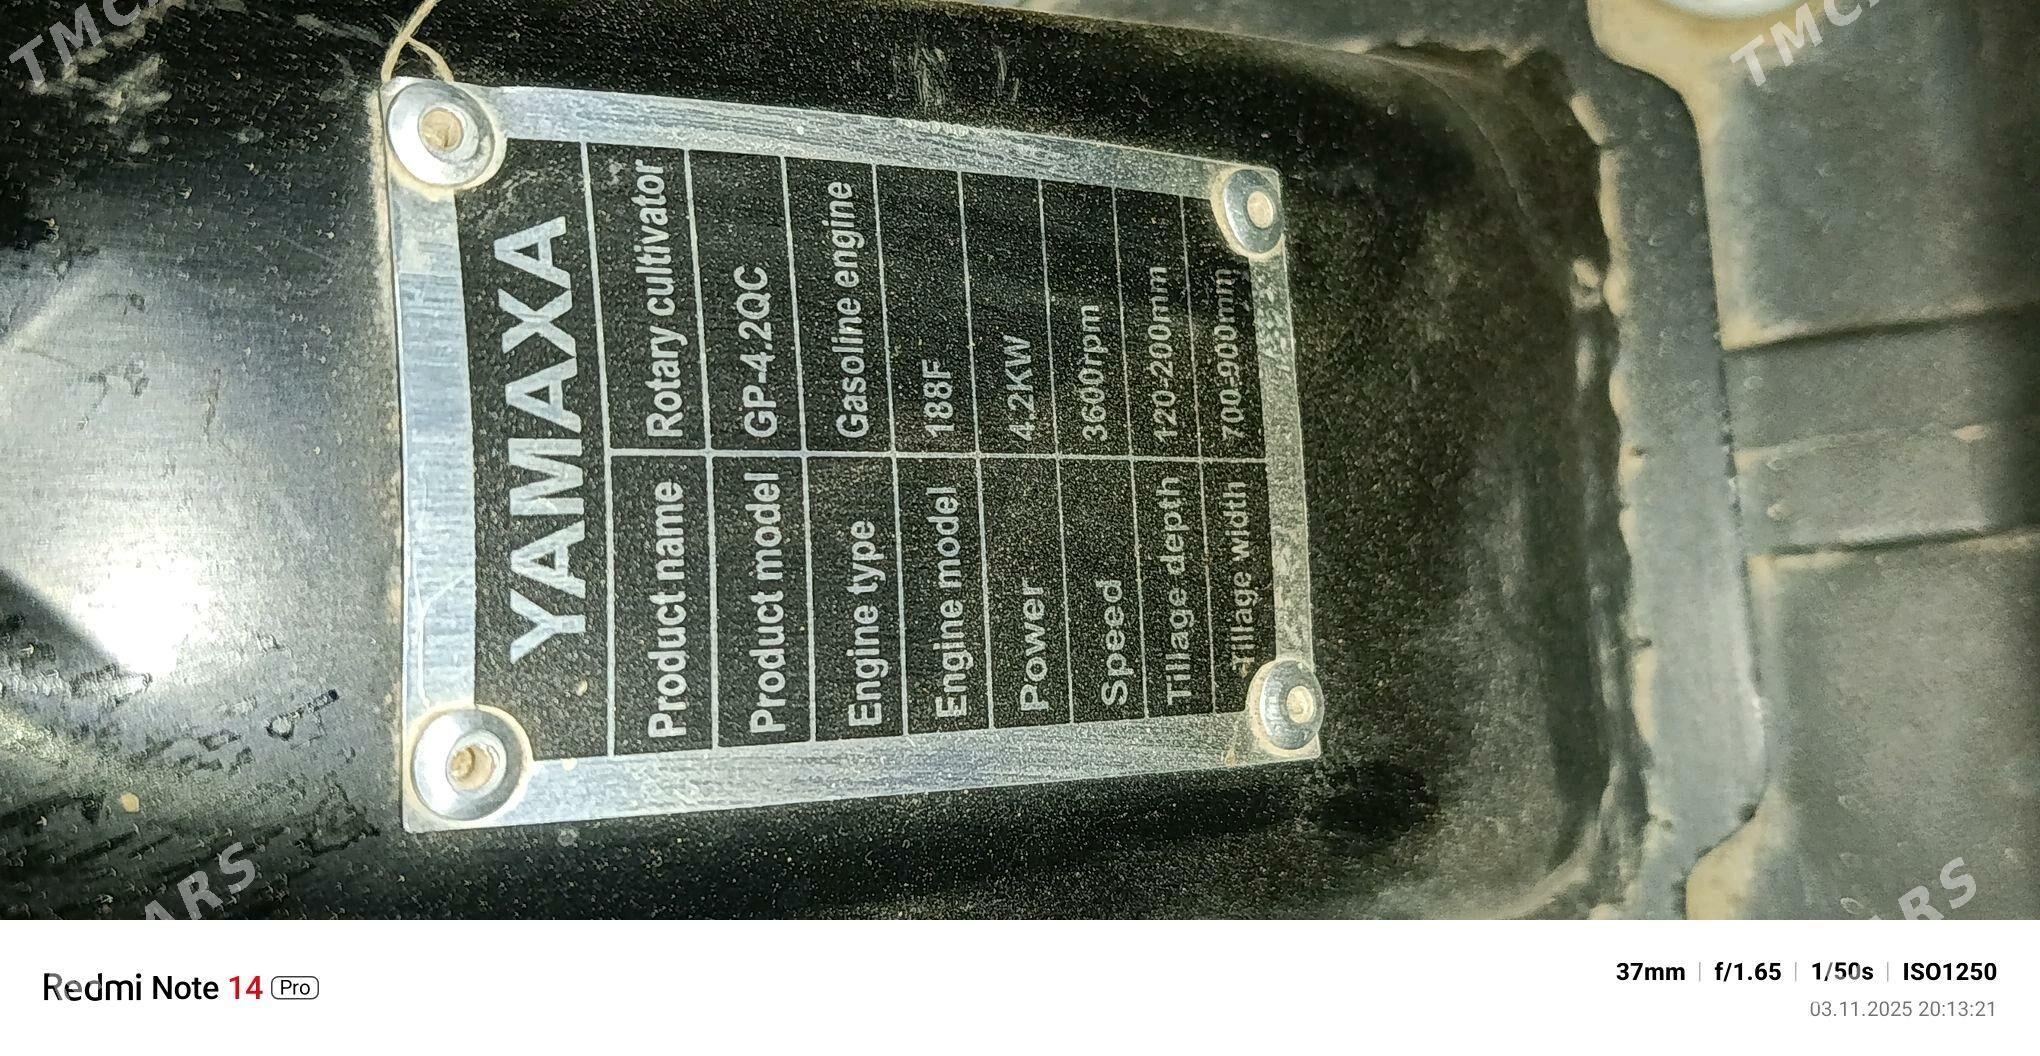 YAMAXA
Product name Rotary cultivator
Product model GP-4.2QC
Engine type Gasoline engine
Engine model 188F
Power 4.2KW
Speed 3600rpm
Tillage depth 120-200mm
Tillage width 700-900mm
Redmi Note 14 Pro
37mm | f/1.65 | 1/50s | ISO1250
03.11.2025 20:13:21